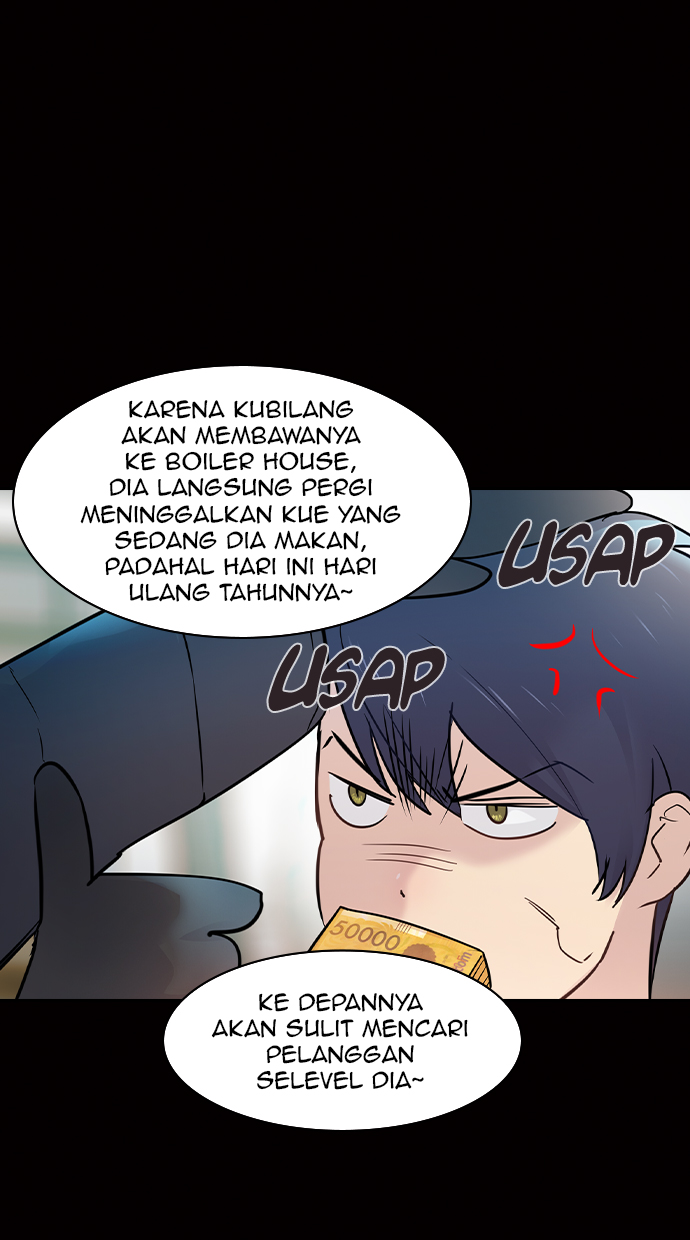 KARENA KUBILANG
AKAN MEMBAWANYA
KE BOILER HOUSE,
DIA LANGSUNG PERGI
MENINGGALKAN KUE YANG
SEDANG DIA MAKAN,
PADAHAL HARI INI HARI
ULANG TAHUNNYA~
USAP
USAP
50000
KE DEPANNYA
AKAN SULIT MENCARI
PELANGGAN
SELEVEL DIA~